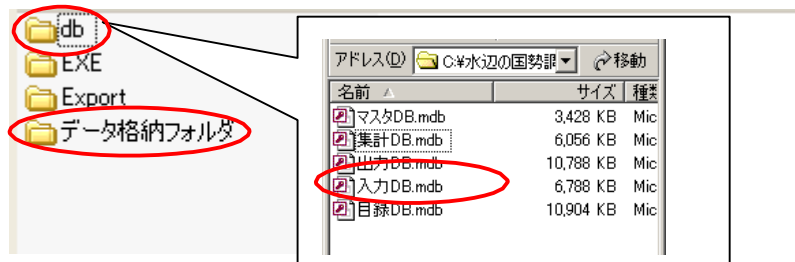 db
EXE
Export
データ格納フォルダ
アドレス(D) C:¥水辺の国勢調 移動
名前 サイズ 種類
マスタDB.mdb 3,428 KB Mic
集計DB.mdb 6,056 KB Mic
出力DB.mdb 10,788 KB Mic
入力DB.mdb 6,788 KB Mic
目録DB.mdb 10,904 KB Mic